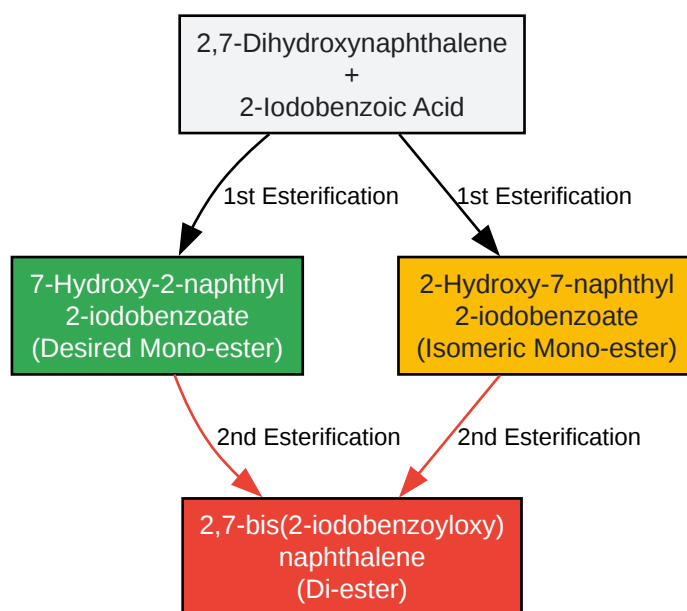 2,7-Dihydroxynaphthalene
+
2-Iodobenzoic Acid
1st Esterification
1st Esterification
7-Hydroxy-2-naphthyl
2-iodobenzoate
(Desired Mono-ester)
2-Hydroxy-7-naphthyl
2-iodobenzoate
(Isomeric Mono-ester)
2nd Esterification
2nd Esterification
2,7-bis(2-iodobenzoyloxy)
naphthalene
(Di-ester)